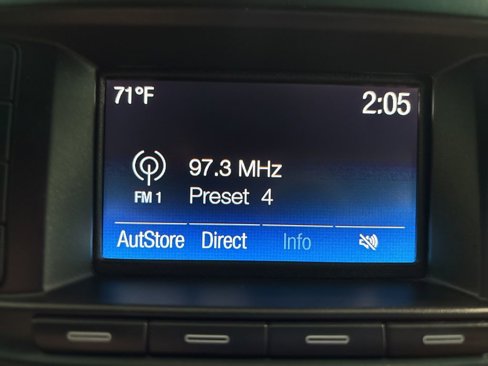 71°F
2:05
97.3 MHz
FM 1
Preset 4
AutStore Direct Info